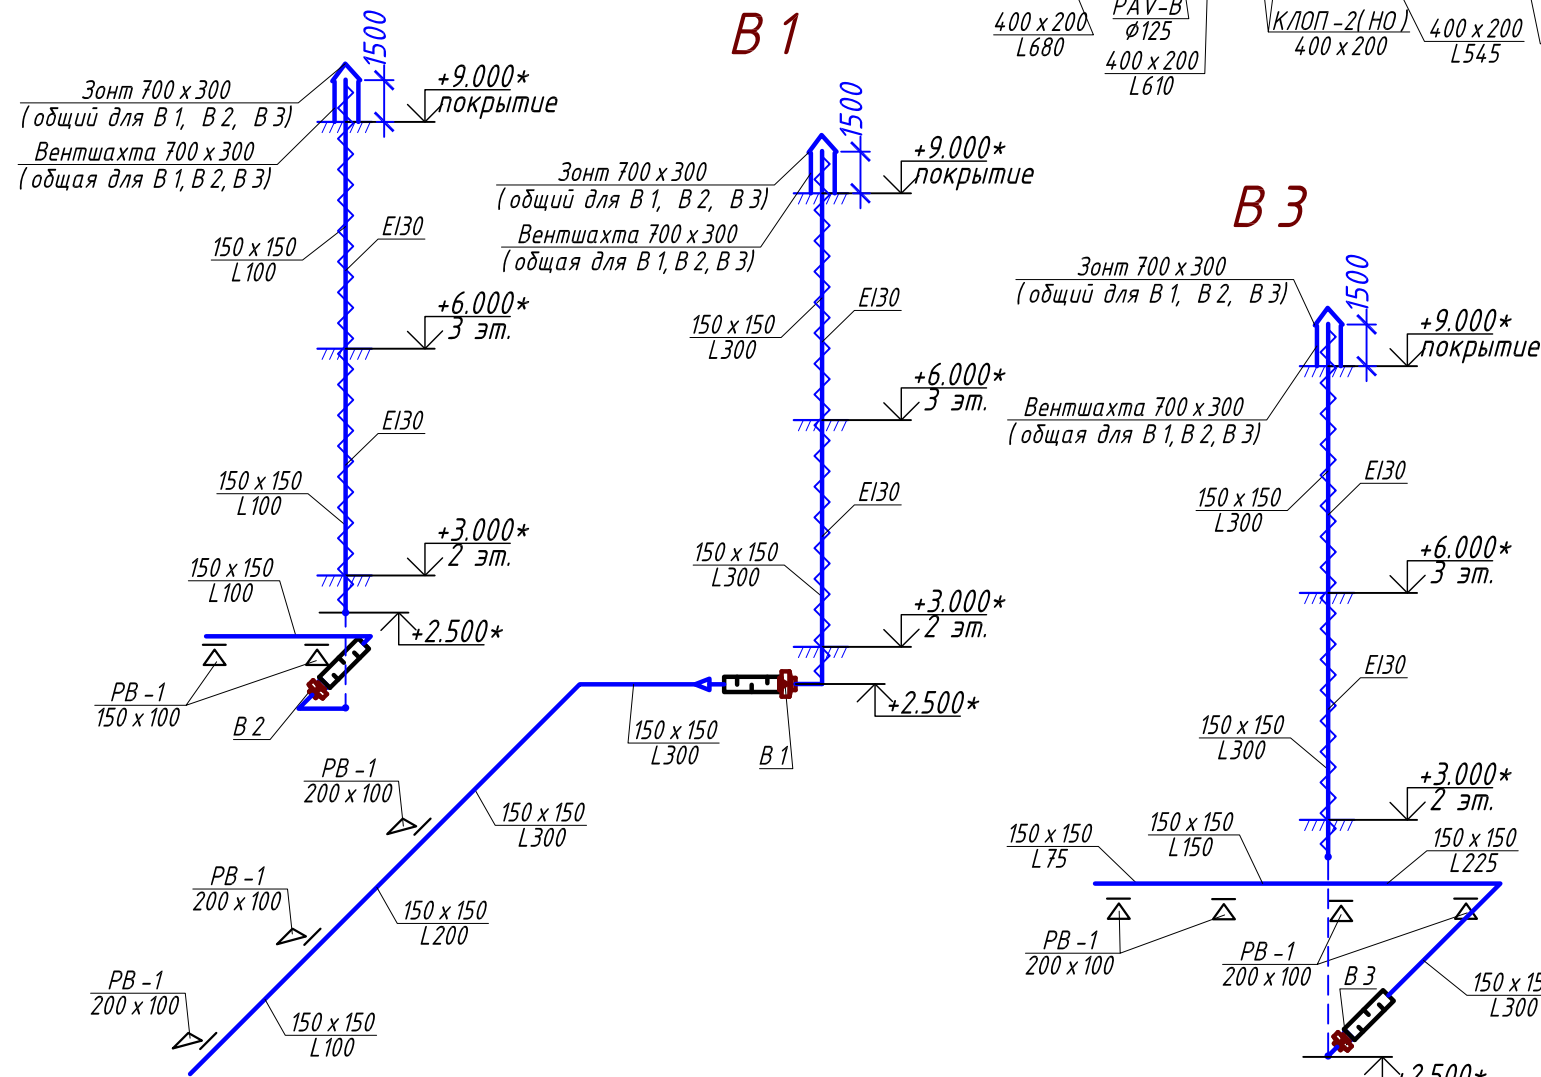 В 1
400 x 200
L680
PAV-B
ϕ125
400 x 200
L610
КЛОП -2( НО )
400 x 200
400 x 200
L545
1500
Зонт 700 x 300
( общий для В 1, В 2, В 3)
Вентшахта 700 x 300
( общая для В 1, В 2, В 3)
+9.000*
покрытие
150 x 150
L100
EI30
+6.000*
3 эт.
EI30
150 x 150
L100
+3.000*
2 эт.
150 x 150
L100
+2.500*
РВ -1
150 x 100
В 2
1500
Зонт 700 x 300
( общий для В 1, В 2, В 3)
Вентшахта 700 x 300
( общая для В 1, В 2, В 3)
+9.000*
покрытие
EI30
150 x 150
L300
+6.000*
3 эт.
EI30
150 x 150
L300
+3.000*
2 эт.
+2.500*
150 x 150
L300
В 1
РВ -1
200 x 100
150 x 150
L300
РВ -1
200 x 100
150 x 150
L200
РВ -1
200 x 100
150 x 150
L100
В 3
1500
Зонт 700 x 300
( общий для В 1, В 2, В 3)
+9.000*
покрытие
Вентшахта 700 x 300
( общая для В 1, В 2, В 3)
EI30
150 x 150
L300
+6.000*
3 эт.
EI30
150 x 150
L300
+3.000*
2 эт.
150 x 150
L75
150 x 150
L150
150 x 150
L225
РВ -1
200 x 100
РВ -1
200 x 100
В 3
150 x 15
L300
+2.500*